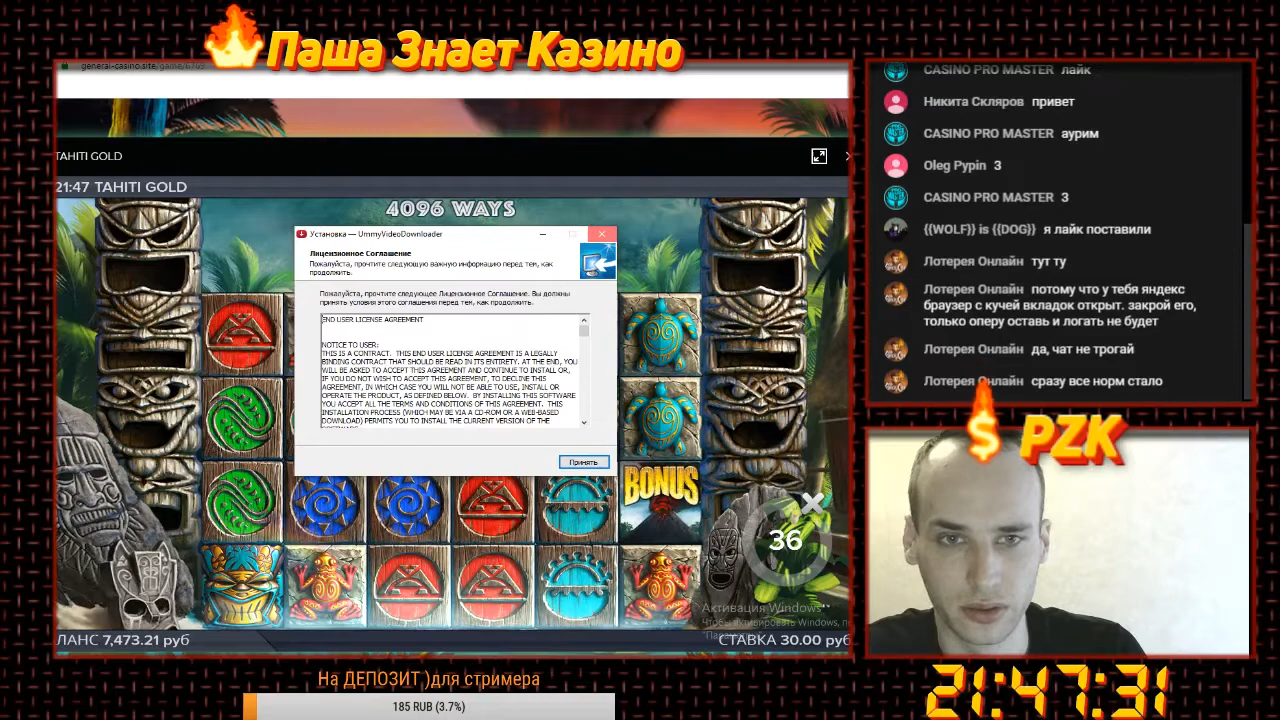 Паша Знает Казино
general-casino.site/game/6769
TAHITI GOLD
21:47 TAHITI GOLD
4096 WAYS
Установка — UmmyVideoDownloader
Лицензионное Соглашение
Пожалуйста, прочтите следующую важную информацию перед тем, как
продолжить.
Пожалуйста, прочтите следующее Лицензионное Соглашение. Вы должны
принять условия этого соглашения перед тем, как продолжить.
END USER LICENSE AGREEMENT
NOTICE TO USER:
THIS IS A CONTRACT. THIS END USER LICENSE AGREEMENT IS A LEGALLY
BINDING CONTRACT THAT SHOULD BE READ IN ITS ENTIRETY. AT THE END, YOU
WILL BE ASKED TO ACCEPT THIS AGREEMENT AND CONTINUE TO INSTALL OR,
IF YOU DO NOT WISH TO ACCEPT THIS AGREEMENT, TO DECLINE THIS
AGREEMENT, IN WHICH CASE YOU WILL NOT BE ABLE TO USE, INSTALL OR
OPERATE THE PRODUCT, AS DEFINED BELOW. BY INSTALLING THIS SOFTWARE
YOU ACCEPT ALL THE TERMS AND CONDITIONS OF THIS AGREEMENT. THIS
INSTALLATION PROCESS (WHICH MAY BE VIA A CD-ROM OR A WEB-BASED
DOWNLOAD) PERMITS YOU TO INSTALL THE CURRENT VERSION OF THE
Принять
BONUS
36
Активация Windows
Чтобы активировать Windows, п
ЛАНС 7,473.21 руб
СТАВКА 30.00 руб
На ДЕПОЗИТ )для стримера
185 RUB (3.7%)
CASINO PRO MASTER лайк
Никита Скляров привет
CASINO PRO MASTER аурим
Oleg Pypin 3
CASINO PRO MASTER 3
{{WOLF}} is {{DOG}} я лайк поставили
Лотерея Онлайн тут ту
Лотерея Онлайн потому что у тебя яндекс
браузер с кучей вкладок открыт. закрой его,
только оперу оставь и логать не будет
Лотерея Онлайн да, чат не трогай
Лотерея Онлайн сразу все норм стало
$ PZK
21:47:31